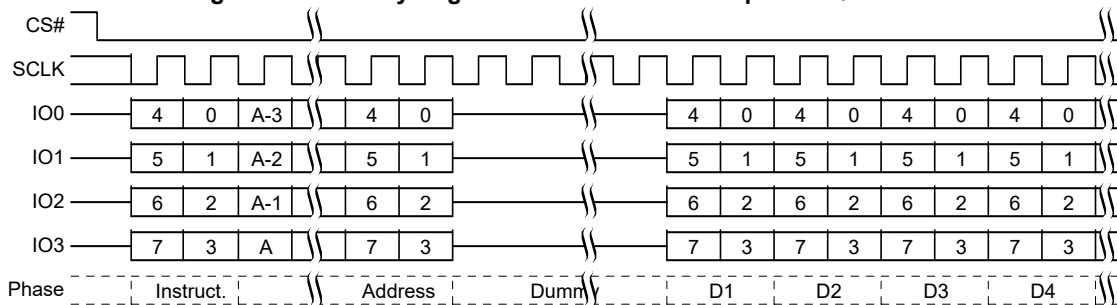 CS#
SCLK
IO0 4 0 A-3 4 0 4 0 4 0 4 0 4 0
IO1 5 1 A-2 5 1 5 1 5 1 5 1 5 1
IO2 6 2 A-1 6 2 6 2 6 2 6 2 6 2
IO3 7 3 A 7 3 7 3 7 3 7 3 7 3
Phase Instruct. Address Dummy D1 D2 D3 D4